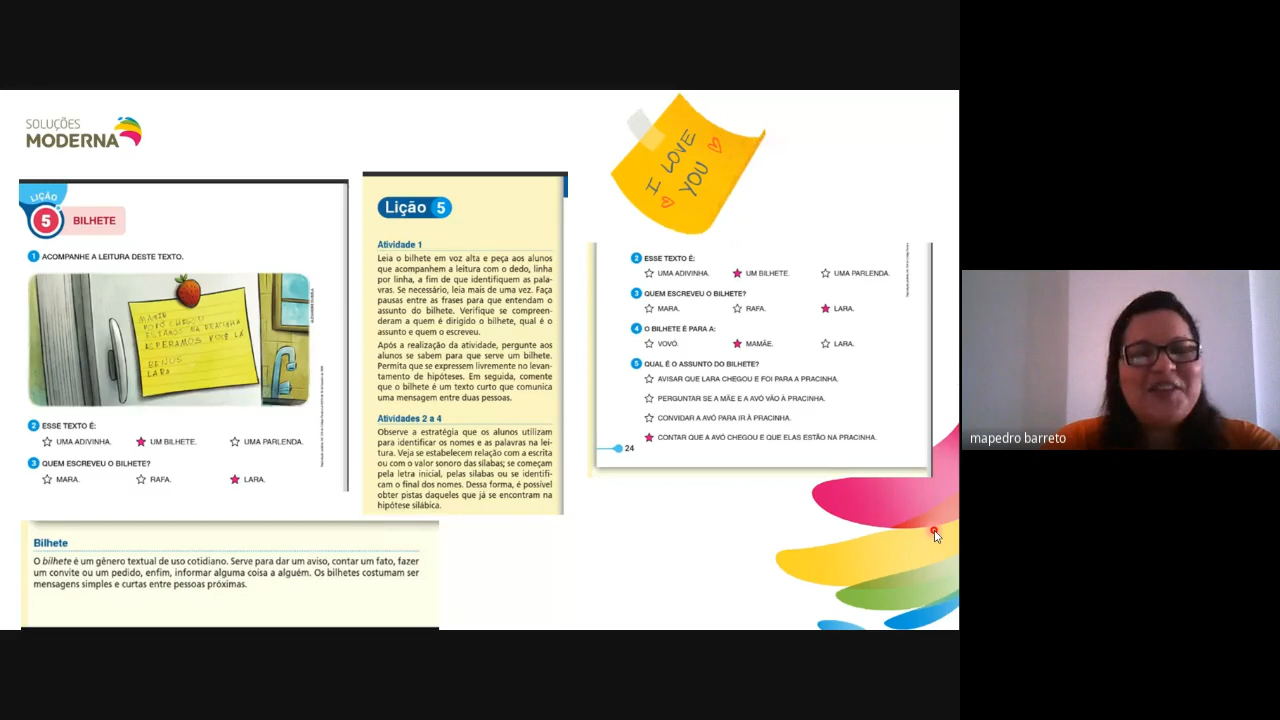 SOLUÇÕES
MODERNA
LIÇÃO
5
BILHETE
1 ACOMPANHE A LEITURA DESTE TEXTO.
MAMÃE
VOVÓ CHEGOU
ESTAMOS NA PRACINHA
ESPERAMOS VOCÊ LÁ
BEIJOS
LARA
2 ESSE TEXTO É:
UMA ADIVINHA. UM BILHETE. UMA PARLENDA.
3 QUEM ESCREVEU O BILHETE?
MARA. RAFA. LARA.
Lição 5
Atividade 1
Leia o bilhete em voz alta e peça aos alunos
que acompanhem a leitura com o dedo, linha
por linha, a fim de que identifiquem as pala-
vras. Se necessário, leia mais de uma vez. Faça
pausas entre as frases para que entendam o
assunto do bilhete. Verifique se compreen-
deram a quem é dirigido o bilhete, qual é o
assunto e quem o escreveu.
Após a realização da atividade, pergunte aos
alunos se sabem para que serve um bilhete.
Permita que se expressem livremente no levan-
tamento de hipóteses. Em seguida, comente
que o bilhete é um texto curto que comunica
uma mensagem entre duas pessoas.
Atividades 2 a 4
Observe a estratégia que os alunos utilizam
para identificar os nomes e as palavras na lei-
tura. Veja se estabelecem relação com a escrita
ou com o valor sonoro das sílabas; se começam
pela letra inicial, pelas sílabas ou se identifi-
cam o final dos nomes. Dessa forma, é possível
obter pistas daqueles que já se encontram na
hipótese silábica.
I LOVE
YOU
2 ESSE TEXTO É:
UMA ADIVINHA. UM BILHETE. UMA PARLENDA.
3 QUEM ESCREVEU O BILHETE?
MARA. RAFA. LARA.
4 O BILHETE É PARA A:
VOVÓ. MAMÃE. LARA.
5 QUAL É O ASSUNTO DO BILHETE?
AVISAR QUE LARA CHEGOU E FOI PARA A PRACINHA.
PERGUNTAR SE A MÃE E A AVÓ VÃO À PRACINHA.
CONVIDAR A AVÓ PARA IR À PRACINHA.
CONTAR QUE A AVÓ CHEGOU E QUE ELAS ESTÃO NA PRACINHA.
24
Bilhete
O bilhete é um gênero textual de uso cotidiano. Serve para dar um aviso, contar um fato, fazer
um convite ou um pedido, enfim, informar alguma coisa a alguém. Os bilhetes costumam ser
mensagens simples e curtas entre pessoas próximas.
mapedro barreto